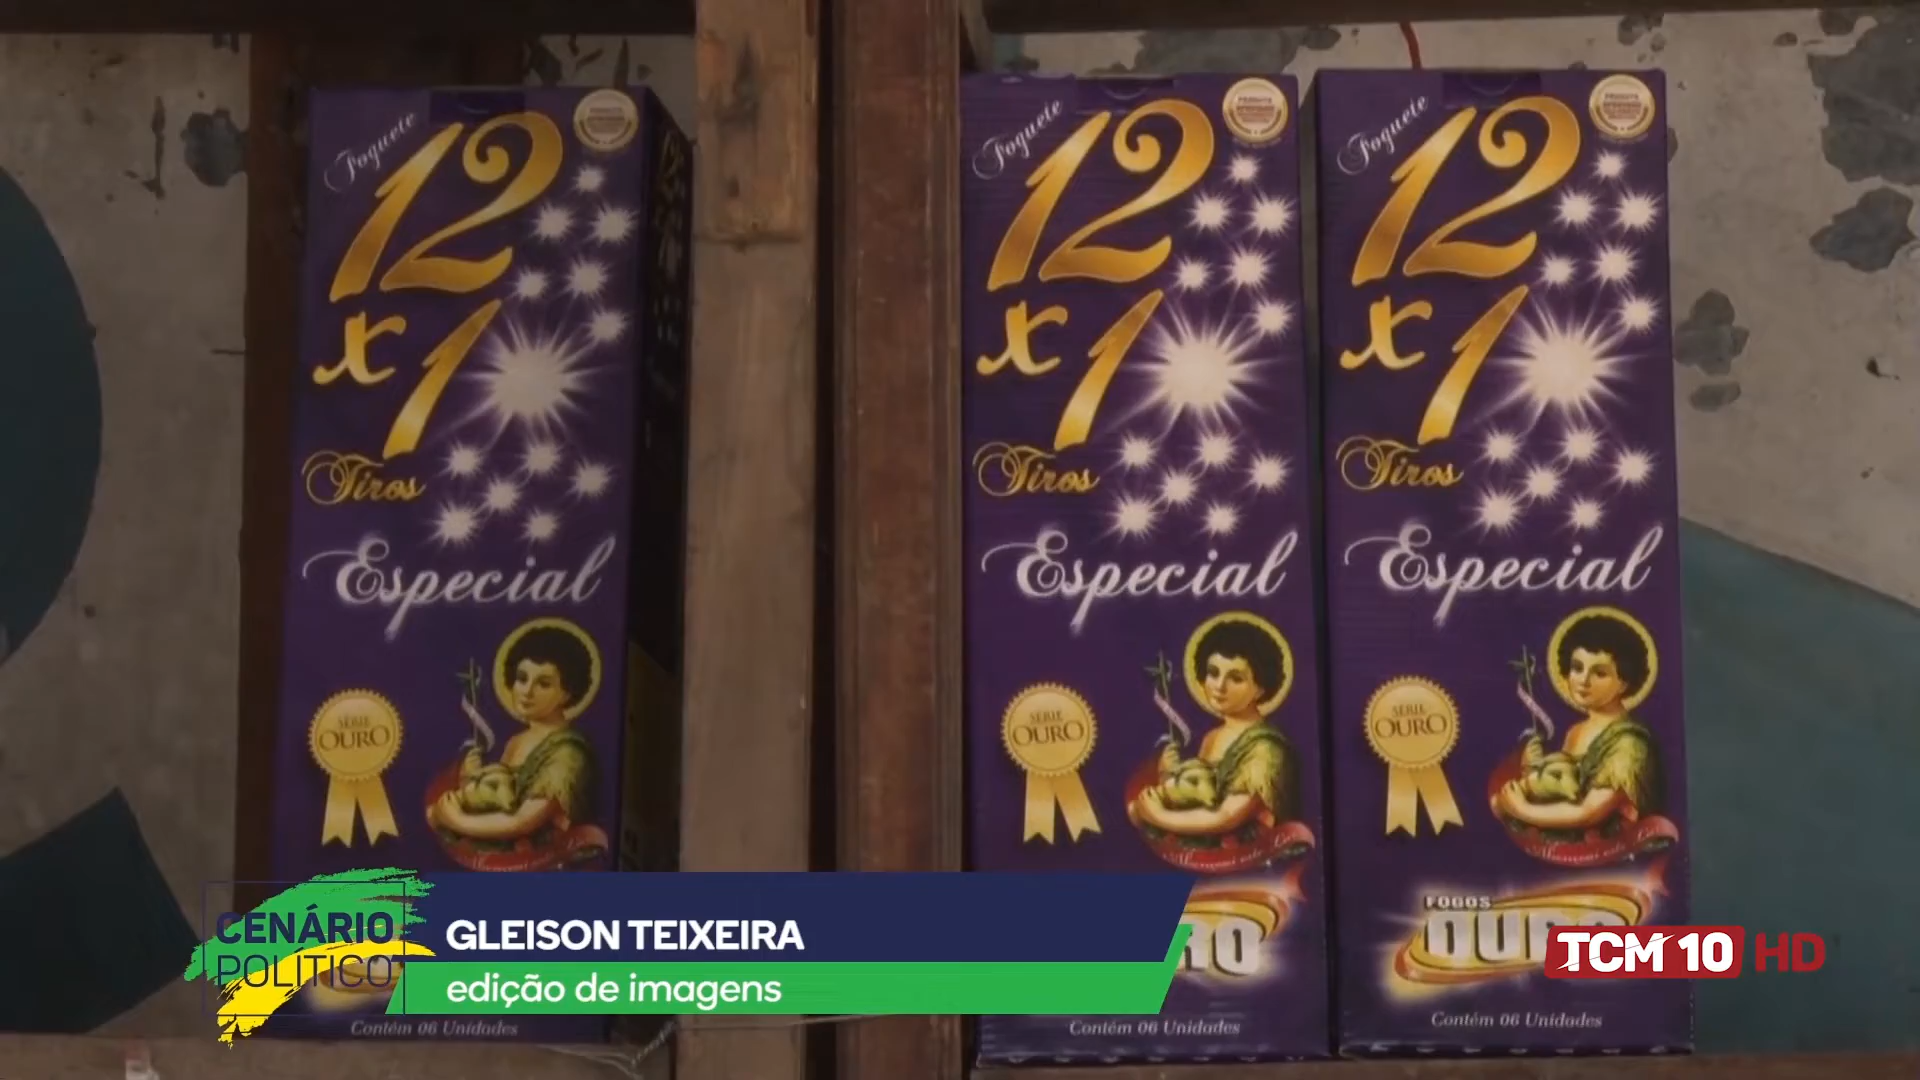 Foguete
12
x 1
Tiros
Especial
SÉRIE
OURO
Contém 06 Unidades
Foguete
12
x 1
Tiros
Especial
SÉRIE
OURO
Contém 06 Unidades
Foguete
12
x 1
Tiros
Especial
SÉRIE
OURO
FOGOS
Contém 06 Unidades
CENÁRIO
POLÍTICO
GLEISON TEIXEIRA
edição de imagens
TCM 10 HD